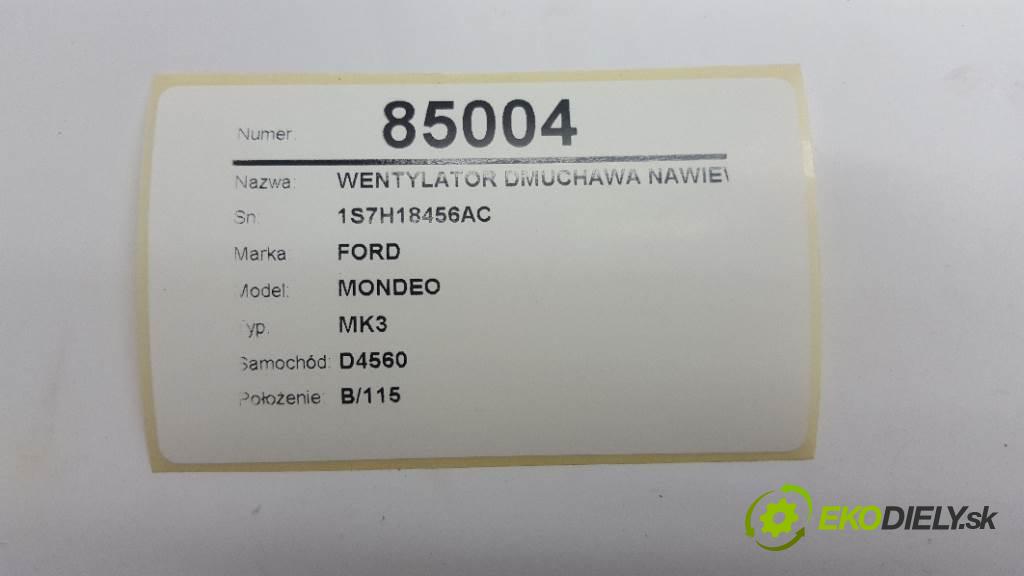 Numer: 85004
Nazwa: WENTYLATOR DMUCHAWA NAWIEW
Sn: 1S7H18456AC
Marka FORD
Model: MONDEO
Typ: MK3
Samochód: D4560
Położenie: B/115
EKODIELY.sk